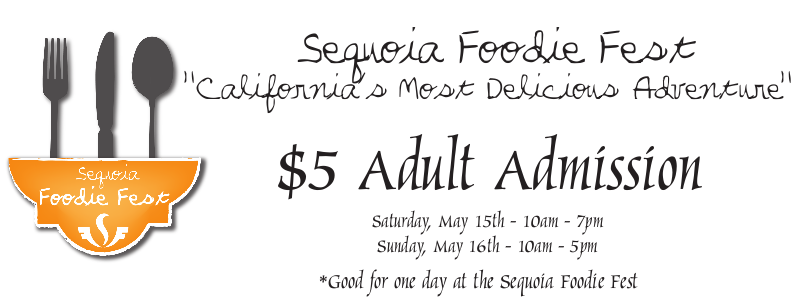 Sequoia Foodie Fest
"California's Most Delicious Adventure"
$5 Adult Admission
Saturday, May 15th - 10am - 7pm
Sunday, May 16th - 10am - 5pm
*Good for one day at the Sequoia Foodie Fest
Sequoia
Foodie Fest